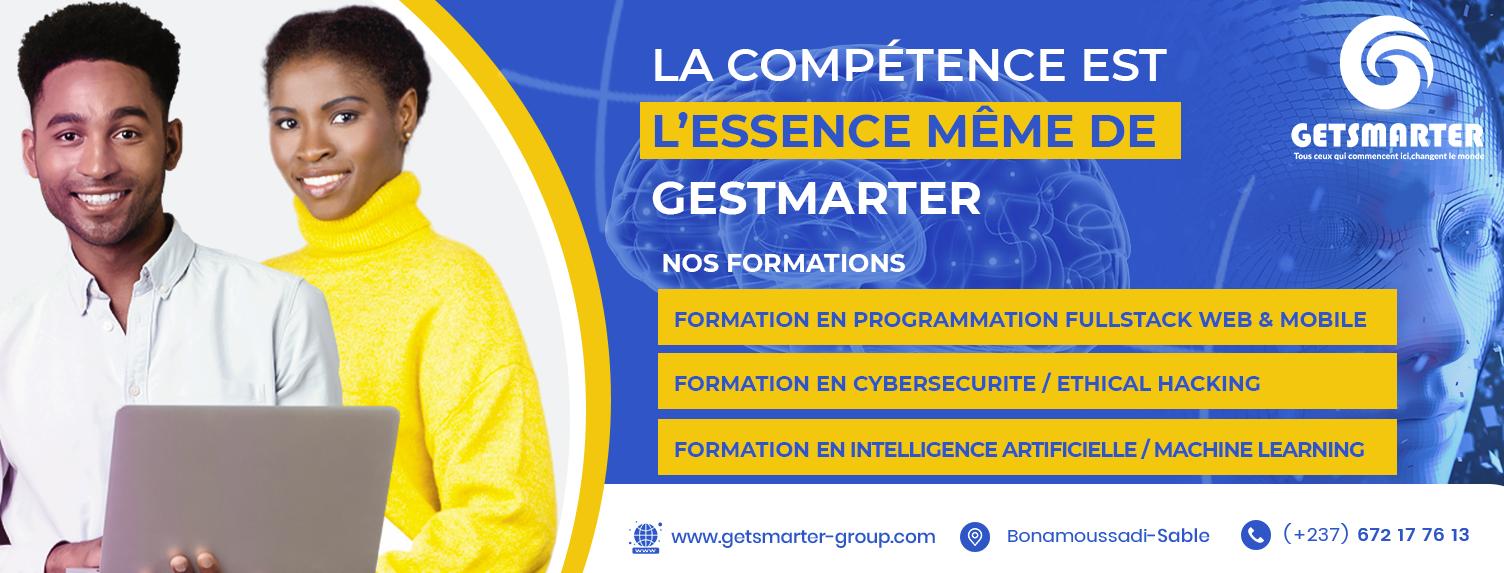 LA COMPÉTENCE EST
L'ESSENCE MÊME DE
GESTMARTER
GETSMARTER
Tous ceux qui commencent ici,changent le monde
NOS FORMATIONS
FORMATION EN PROGRAMMATION FULLSTACK WEB & MOBILE
FORMATION EN CYBERSECURITE / ETHICAL HACKING
FORMATION EN INTELLIGENCE ARTIFICIELLE / MACHINE LEARNING
WWW
www.getsmarter-group.com
Bonamoussadi-Sable
(+237) 672 17 76 13